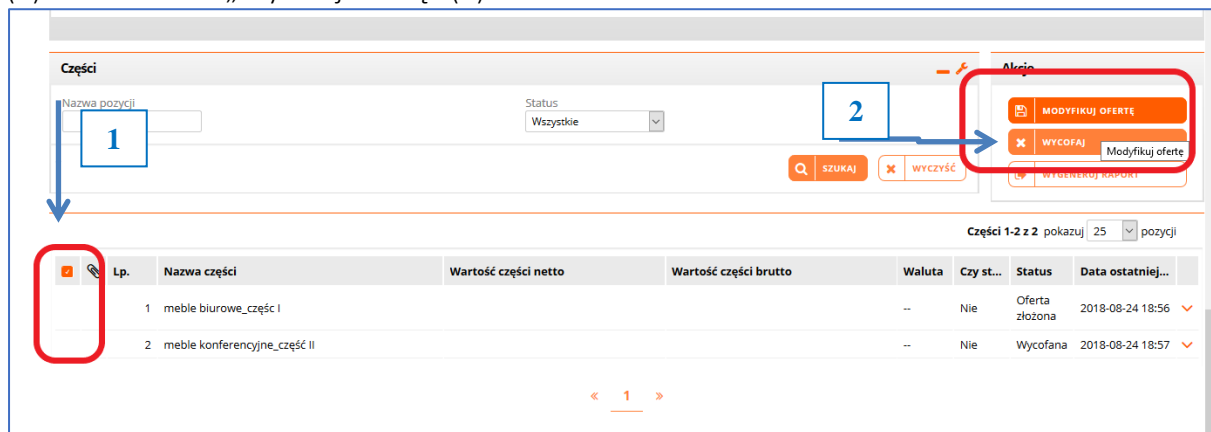 Części
Akcje
Nazwa pozycji
Status
Wszystkie
1
2
MODYFIKUJ OFERTĘ
WYCOFAJ
Modyfikuj ofertę
SZUKAJ
WYCZYŚĆ
WYGENERUJ RAPORT
Części 1-2 z 2 pokazuj 25 pozycji
Lp. Nazwa części Wartość części netto Wartość części brutto Waluta Czy st... Status Data ostatniej...
1 meble biurowe_częśc I -- Nie Oferta złożona 2018-08-24 18:56
2 meble konferencyjne_część II -- Nie Wycofana 2018-08-24 18:57
« 1 »